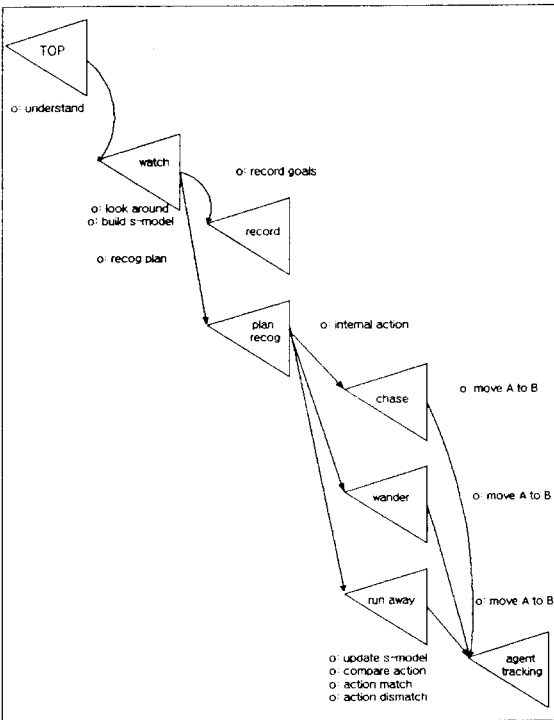 TOP
o: understand
watch
o: record goals
o: look around
o: build s-model
record
o: recog plan
plan
recog
o: internal action
chase
o: move A to B
wander
o: move A to B
run away
o: move A to B
o: update s-model
o: compare action
o: action match
o: action dismatch
agent
tracking